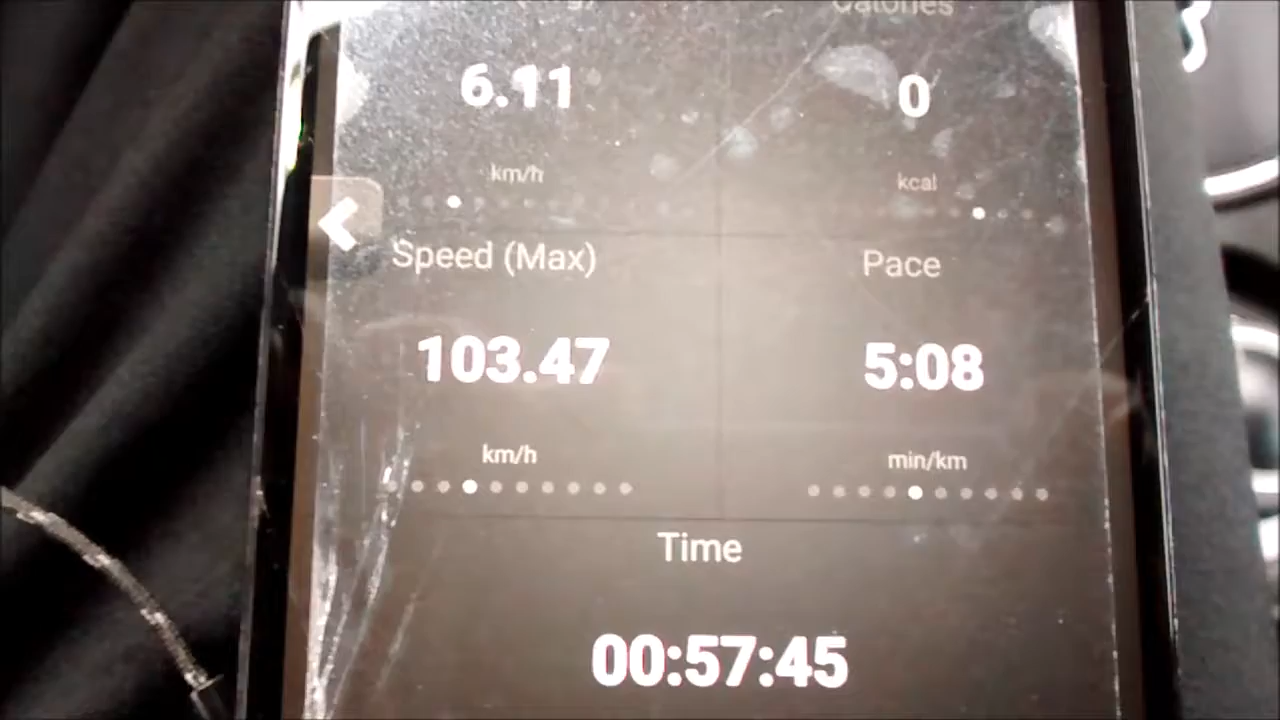 Calories
6.11
0
km/h
kcal
Speed (Max)
Pace
103.47
5:08
km/h
min/km
Time
00:57:45